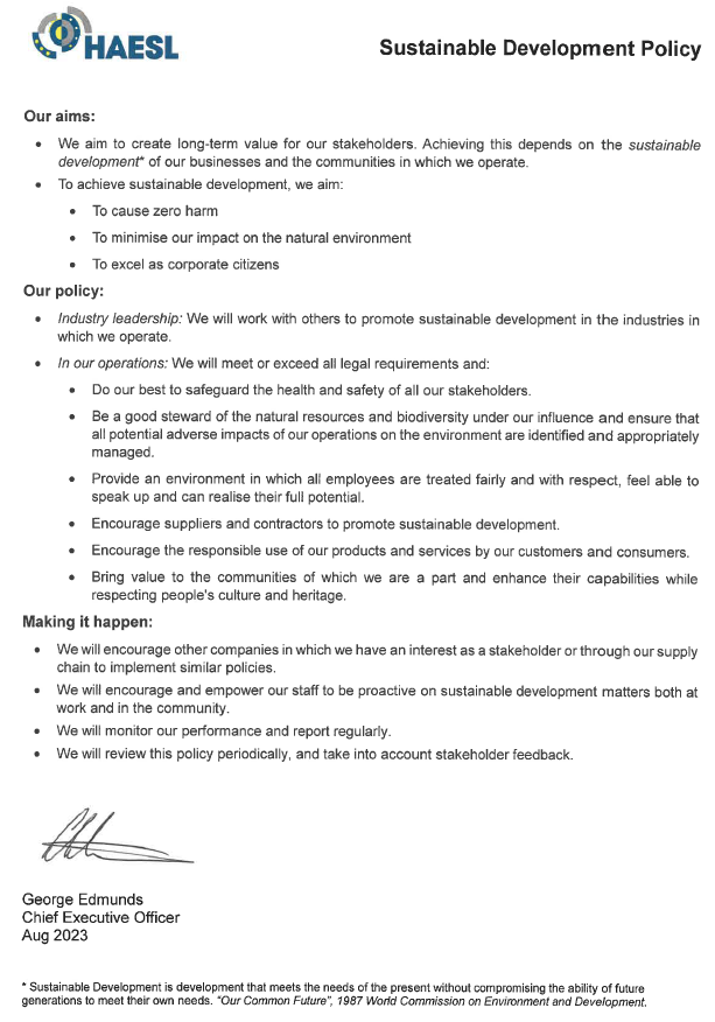 HAESL
Sustainable Development Policy
Our aims:
• We aim to create long-term value for our stakeholders. Achieving this depends on the sustainable
development* of our businesses and the communities in which we operate.
• To achieve sustainable development, we aim:
• To cause zero harm
• To minimise our impact on the natural environment
• To excel as corporate citizens
Our policy:
• Industry leadership: We will work with others to promote sustainable development in the industries in
which we operate.
• In our operations: We will meet or exceed all legal requirements and:
• Do our best to safeguard the health and safety of all our stakeholders.
• Be a good steward of the natural resources and biodiversity under our influence and ensure that
all potential adverse impacts of our operations on the environment are identified and appropriately
managed.
• Provide an environment in which all employees are treated fairly and with respect, feel able to
speak up and can realise their full potential.
• Encourage suppliers and contractors to promote sustainable development.
• Encourage the responsible use of our products and services by our customers and consumers.
• Bring value to the communities of which we are a part and enhance their capabilities while
respecting people's culture and heritage.
Making it happen:
• We will encourage other companies in which we have an interest as a stakeholder or through our supply
chain to implement similar policies.
• We will encourage and empower our staff to be proactive on sustainable development matters both at
work and in the community.
• We will monitor our performance and report regularly.
• We will review this policy periodically, and take into account stakeholder feedback.
George Edmunds
Chief Executive Officer
Aug 2023
* Sustainable Development is development that meets the needs of the present without compromising the ability of future
generations to meet their own needs. "Our Common Future", 1987 World Commission on Environment and Development.